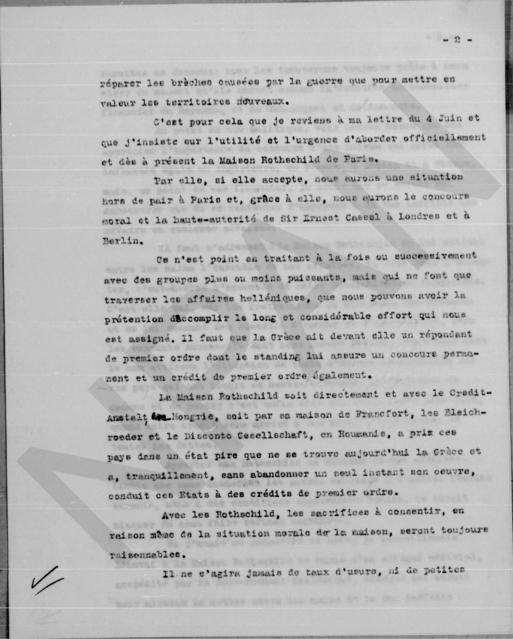 - 2 -
réparer les brèches causées par la guerre que pour mettre en
valeur les territoires nouveaux.
C'est pour cela que je reviens à ma lettre du 4 Juin et
que j'insiste sur l'utilité et l'urgence d'aborder officiellement
et dès à présent la Maison Rothschild de Paris.
Par elle, si elle accepte, nous aurons une situation
hors de pair à Paris et, grâce à elle, nous aurons le concours
moral et la haute-autorité de Sir Ernest Cassel à Londres et à
Berlin.
Ce n'est point en traitant à la fois ou successivement
avec des groupes plus ou moins puissants, mais qui ne font que
traverser les affaires helléniques, que nous pouvons avoir la
prétention d'accomplir le long et considérable effort qui nous
est assigné. Il faut que la Grèce ait devant elle un répondant
de premier ordre dont le standing lui assure un concours perma-
nent et un crédit de premier ordre également.
La Maison Rothschild soit directement et avec le Credit-
Anstalt, en Hongrie, soit par sa maison de Francfort, les Bleich-
roeder et le Disconto Gesellschaft, en Roumanie, a pris ces
pays dans un état pire que ne se trouve aujourd'hui la Grèce et
a, tranquillement, sans abandonner un seul instant son oeuvre,
conduit ces Etats à des crédits de premier ordre.
Avec les Rothschild, les sacrifices à consentir, en
raison même de la situation morale de la maison, seront toujours
raisonnables.
Il ne s'agira jamais de taux d'usure, ni de petites